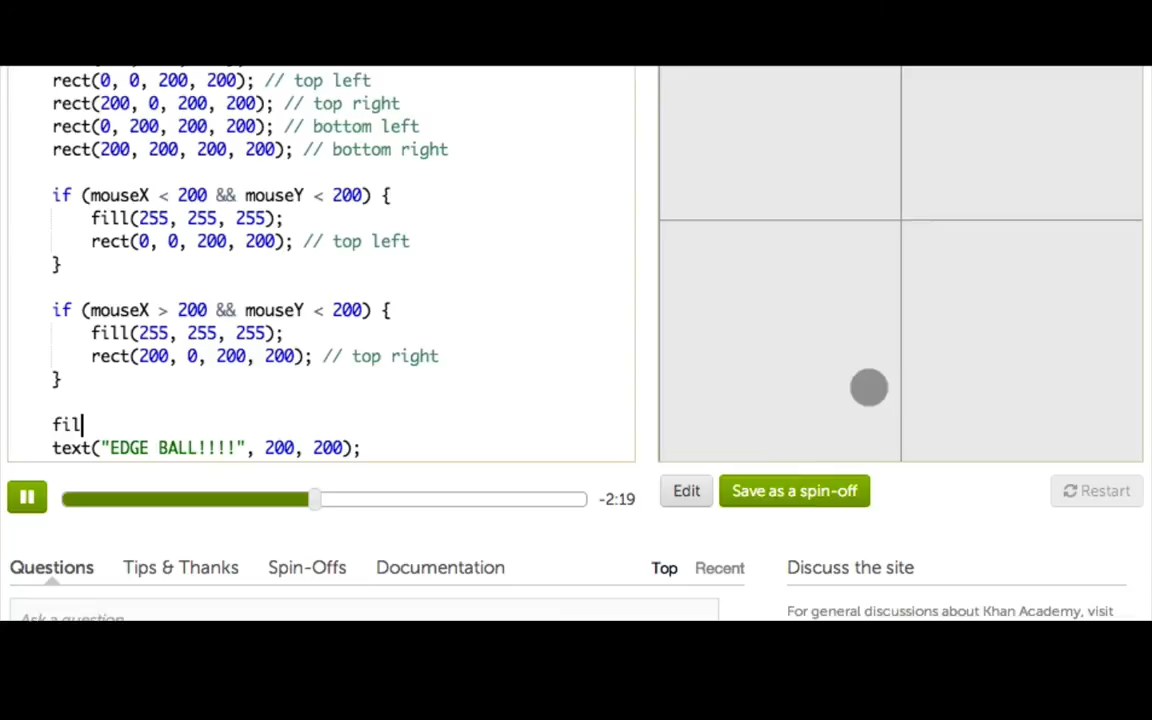 rect(0, 0, 200, 200); // top left
rect(200, 0, 200, 200); // top right
rect(0, 200, 200, 200); // bottom left
rect(200, 200, 200, 200); // bottom right
if (mouseX < 200 && mouseY < 200) {
fill(255, 255, 255);
rect(0, 0, 200, 200); // top left
}
if (mouseX > 200 && mouseY < 200) {
fill(255, 255, 255);
rect(200, 0, 200, 200); // top right
}
fil
text("EDGE BALL!!!!", 200, 200);
-2:19
Edit
Save as a spin-off
Restart
Questions
Tips & Thanks
Spin-Offs
Documentation
Top
Recent
Ask a question
Discuss the site
For general discussions about Khan Academy, visit